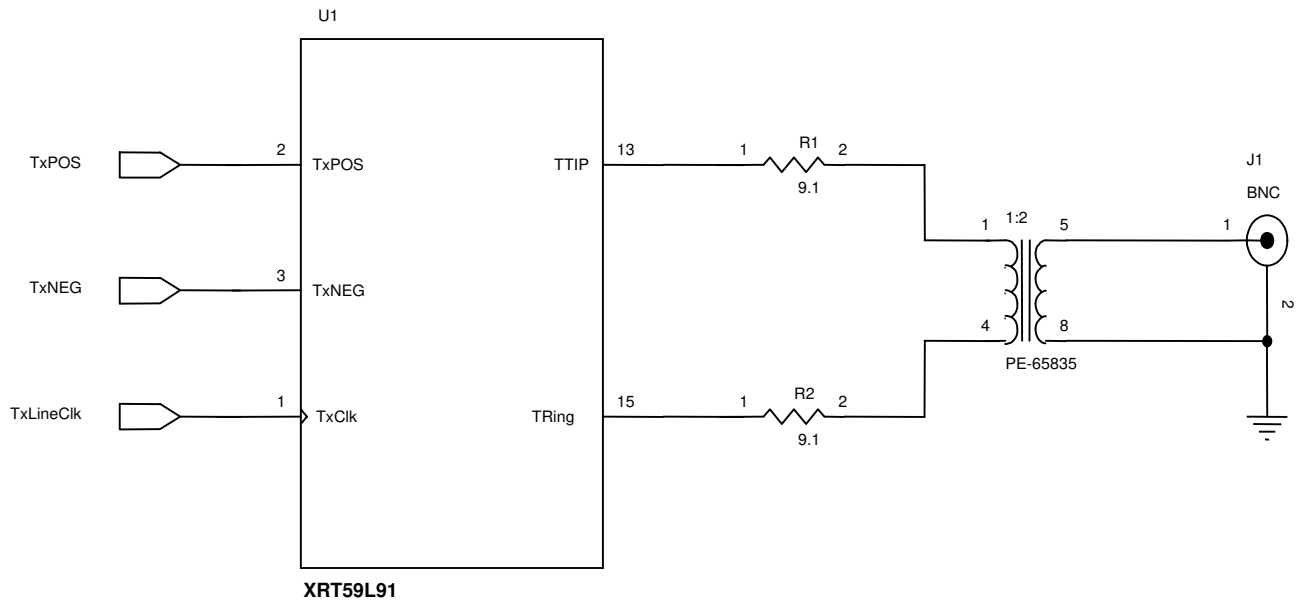 U1
TxPOS
2
TxPOS
TTIP
13
1
R1
2
9.1
J1
BNC
1
1:2
5
1
TxNEG
3
TxNEG
2
4
8
PE-65835
TxLineClk
1
TxClk
TRing
15
1
R2
2
9.1
XRT59L91